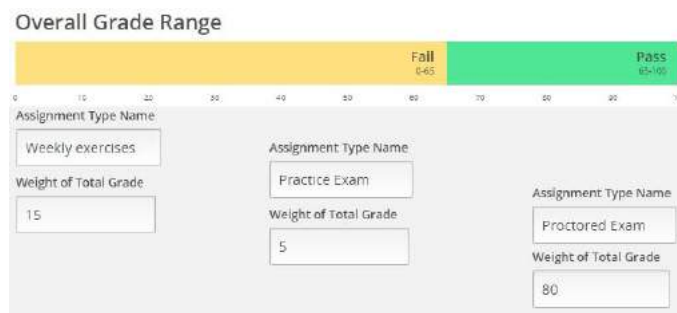 Overall Grade Range
Fail
0-65
Pass
65-100
0 10 20 30 40 50 60 70 80 90
Assignment Type Name
Weekly exercises
Weight of Total Grade
15
Assignment Type Name
Practice Exam
Weight of Total Grade
5
Assignment Type Name
Proctored Exam
Weight of Total Grade
80